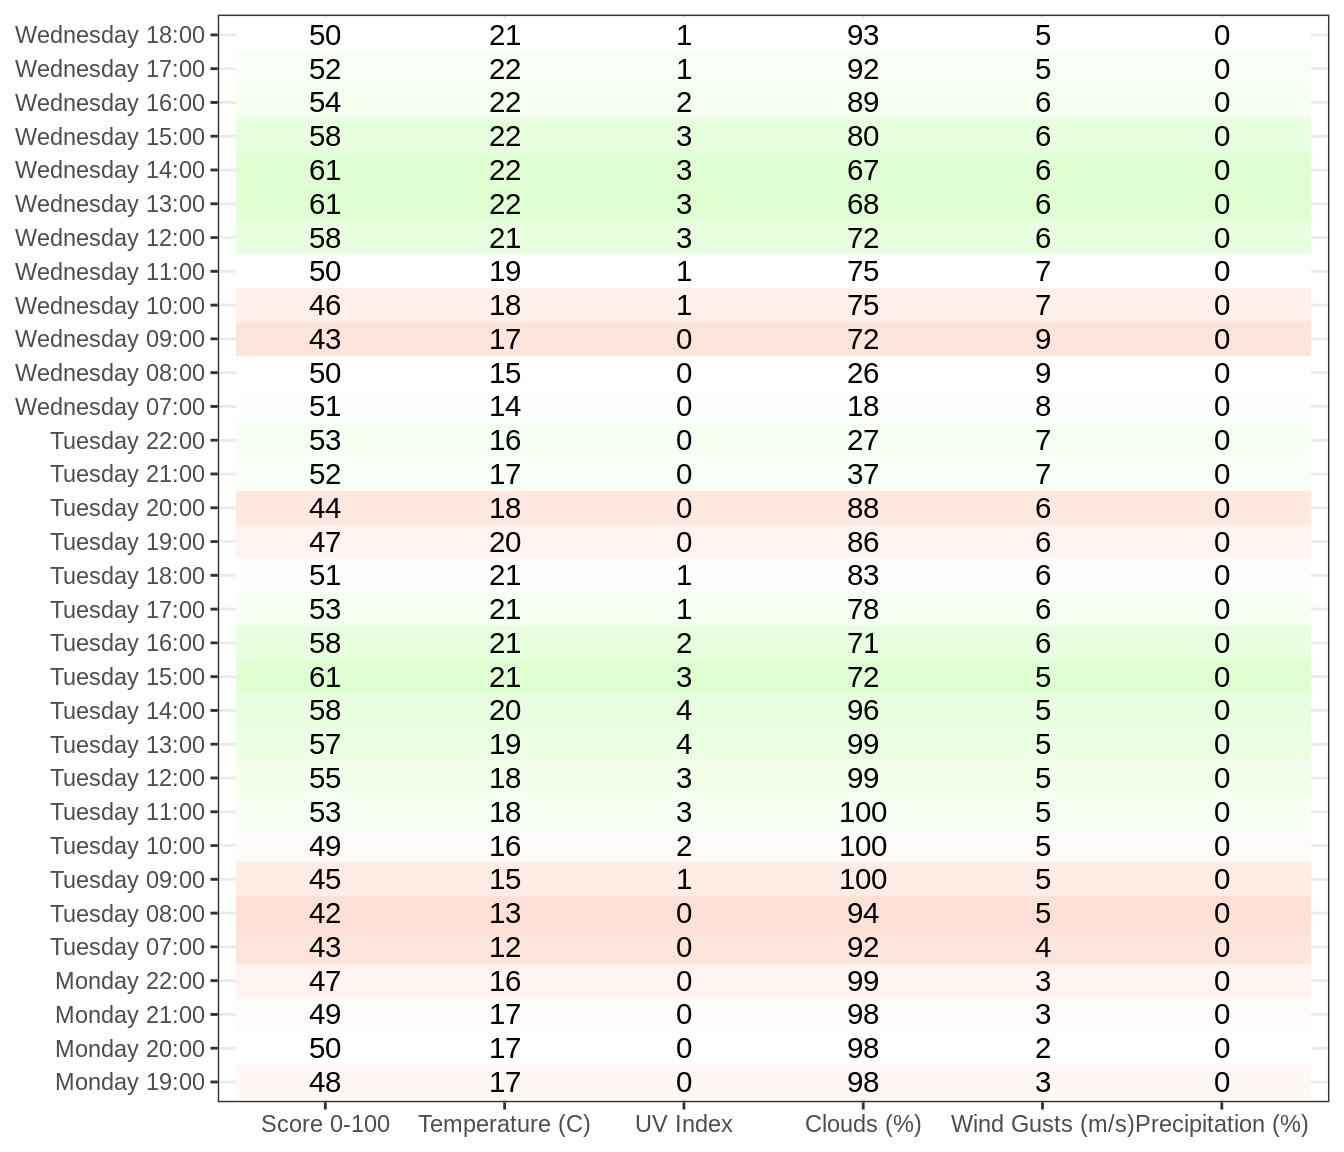 Wednesday 18:00 50 21 1 93 5 0
Wednesday 17:00 52 22 1 92 5 0
Wednesday 16:00 54 22 2 89 6 0
Wednesday 15:00 58 22 3 80 6 0
Wednesday 14:00 61 22 3 67 6 0
Wednesday 13:00 61 22 3 68 6 0
Wednesday 12:00 58 21 3 72 6 0
Wednesday 11:00 50 19 1 75 7 0
Wednesday 10:00 46 18 1 75 7 0
Wednesday 09:00 43 17 0 72 9 0
Wednesday 08:00 50 15 0 26 9 0
Wednesday 07:00 51 14 0 18 8 0
Tuesday 22:00 53 16 0 27 7 0
Tuesday 21:00 52 17 0 37 7 0
Tuesday 20:00 44 18 0 88 6 0
Tuesday 19:00 47 20 0 86 6 0
Tuesday 18:00 51 21 1 83 6 0
Tuesday 17:00 53 21 1 78 6 0
Tuesday 16:00 58 21 2 71 6 0
Tuesday 15:00 61 21 3 72 5 0
Tuesday 14:00 58 20 4 96 5 0
Tuesday 13:00 57 19 4 99 5 0
Tuesday 12:00 55 18 3 99 5 0
Tuesday 11:00 53 18 3 100 5 0
Tuesday 10:00 49 16 2 100 5 0
Tuesday 09:00 45 15 1 100 5 0
Tuesday 08:00 42 13 0 94 5 0
Tuesday 07:00 43 12 0 92 4 0
Monday 22:00 47 16 0 99 3 0
Monday 21:00 49 17 0 98 3 0
Monday 20:00 50 17 0 98 2 0
Monday 19:00 48 17 0 98 3 0
Score 0-100 Temperature (C) UV Index Clouds (%) Wind Gusts (m/s) Precipitation (%)